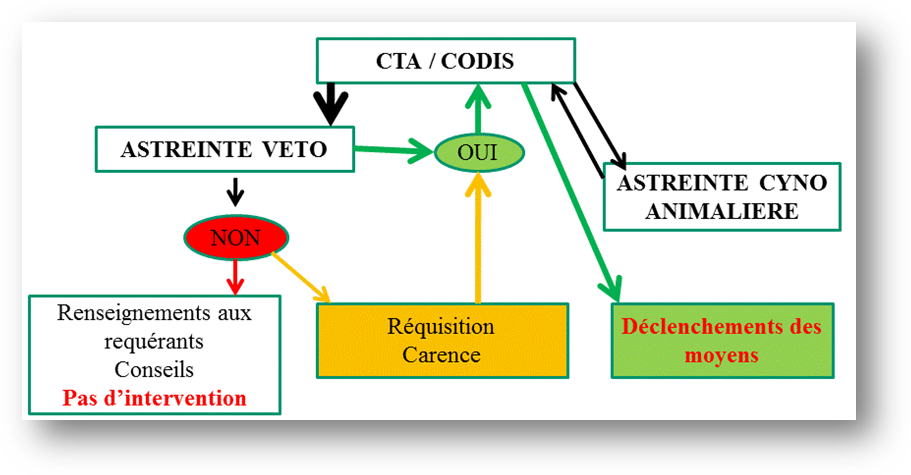 CTA / CODIS
ASTREINTE VETO
OUI
ASTREINTE CYNO
ANIMALIERE
NON
Renseignements aux
requérants
Conseils
Pas d’intervention
Réquisition
Carence
Déclenchements des
moyens